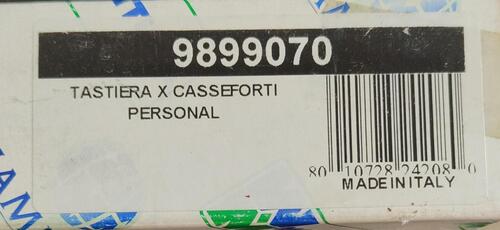 9899070
TASTIERA X CASSEFORTI
PERSONAL
80 10728 24208 0
MADE IN ITALY